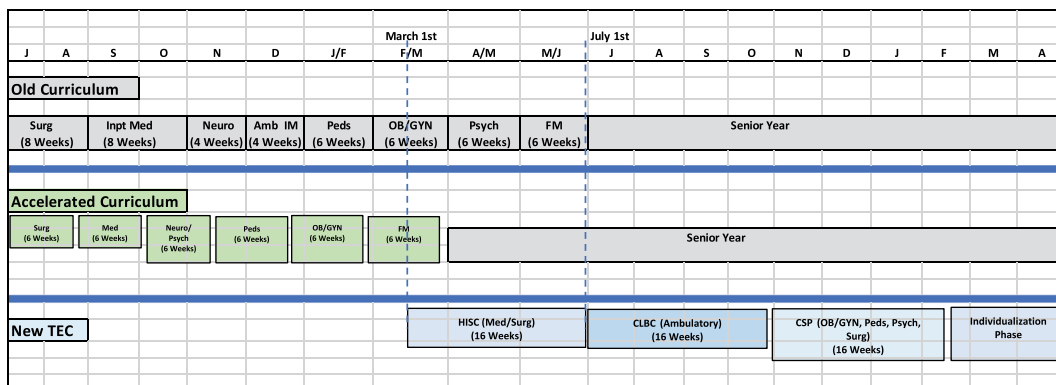 March 1st July 1st
J A S O N D J/F F/M A/M M/J J A S O N D J F M A
Old Curriculum
Surg Inpt Med Neuro Amb IM Peds OB/GYN Psych FM Senior Year
(8 Weeks) (8 Weeks) (4 Weeks) (4 Weeks) (6 Weeks) (6 Weeks) (6 Weeks) (6 Weeks)
Accelerated Curriculum
Surg
(6 Weeks)
Med
(6 Weeks)
Neuro/
Psych
(6 Weeks)
Peds
(6 Weeks)
OB/GYN
(6 Weeks)
FM
(6 Weeks)
Senior Year
New TEC
HISC (Med/Surg)
(16 Weeks)
CLBC (Ambulatory)
(16 Weeks)
CSP (OB/GYN, Peds, Psych,
Surg)
(16 Weeks)
Individualization
Phase